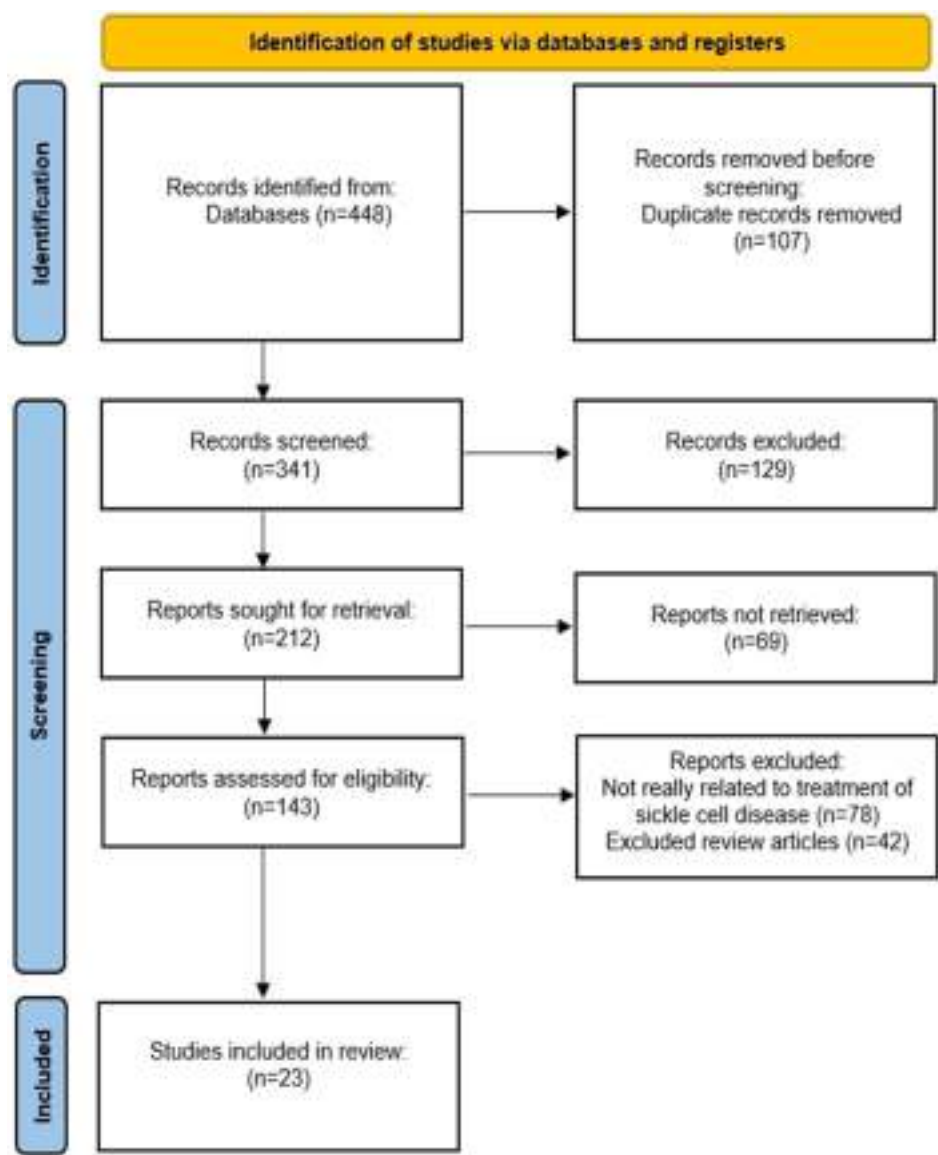 Identification of studies via databases and registers
Identification
Records identified from:
Databases (n=448)
Records removed before
screening:
Duplicate records removed
(n=107)
Screening
Records screened:
(n=341)
Records excluded:
(n=129)
Reports sought for retrieval:
(n=212)
Reports not retrieved:
(n=69)
Reports assessed for eligibility:
(n=143)
Reports excluded:
Not really related to treatment of
sickle cell disease (n=78)
Excluded review articles (n=42)
Included
Studies included in review:
(n=23)